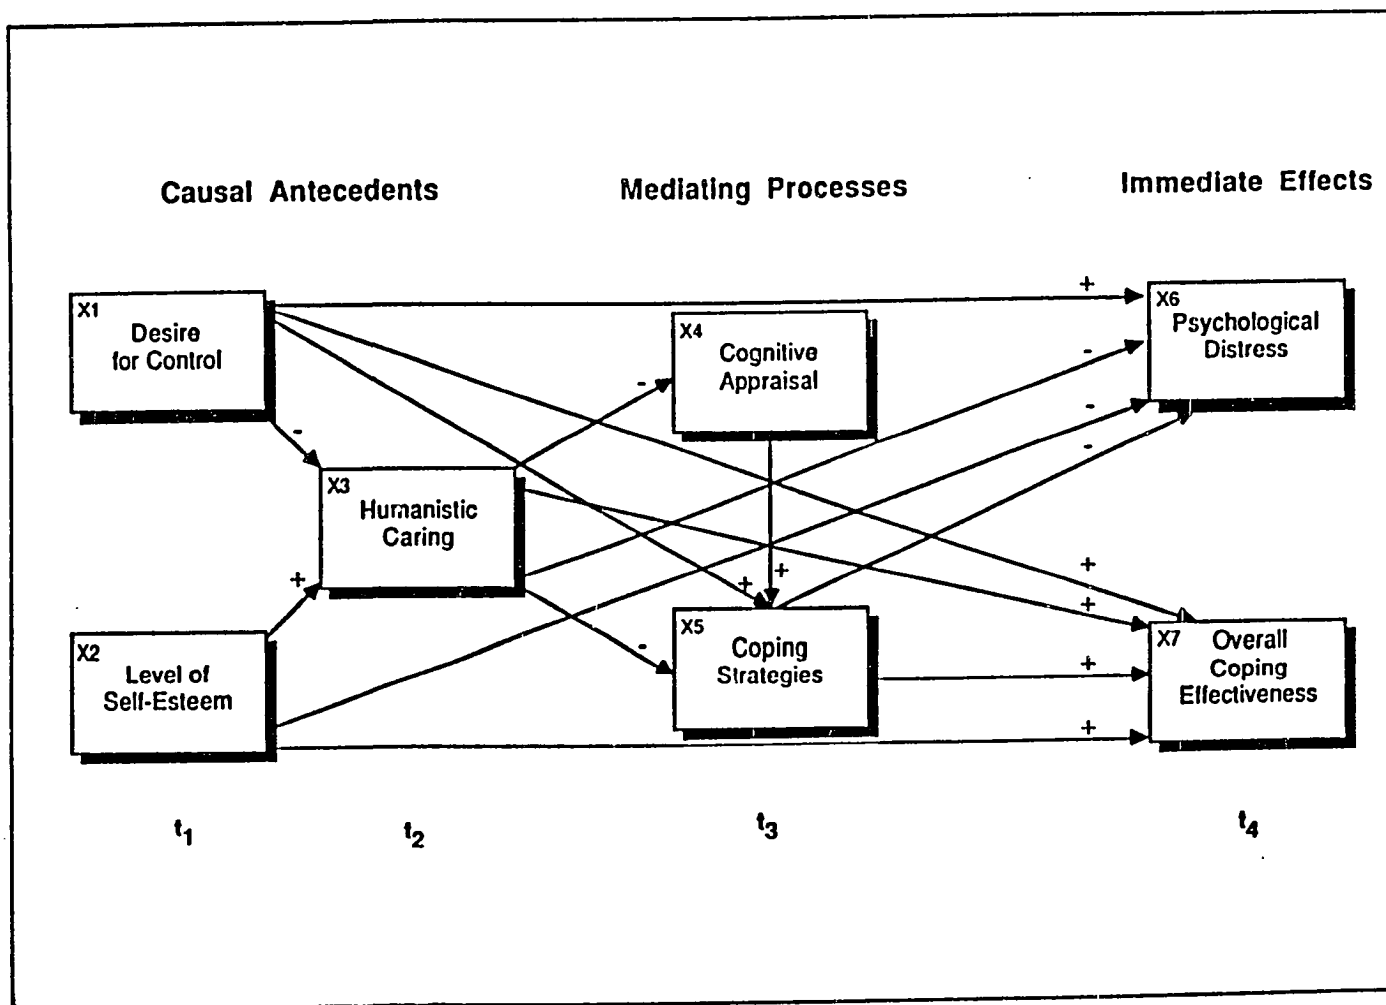 Causal Antecedents
Mediating Processes
Immediate Effects
X1
Desire
for Control
X4
Cognitive
Appraisal
X6
Psychological
Distress
+
-
-
-
-
-
X3
Humanistic
Caring
+
+
+
+
+
-
X2
Level of
Self-Esteem
X5
Coping
Strategies
X7
Overall
Coping
Effectiveness
+
+
t1
t2
t3
t4